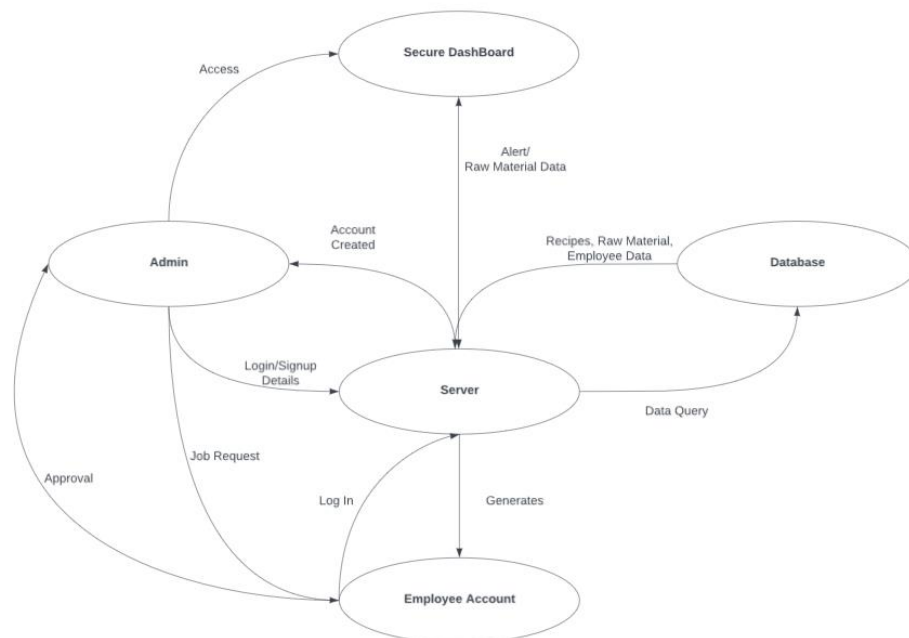 Secure DashBoard
Access
Alert/
Raw Material Data
Account
Created
Recipes, Raw Material,
Employee Data
Admin
Database
Login/Signup
Details
Server
Data Query
Job Request
Approval
Log In
Generates
Employee Account